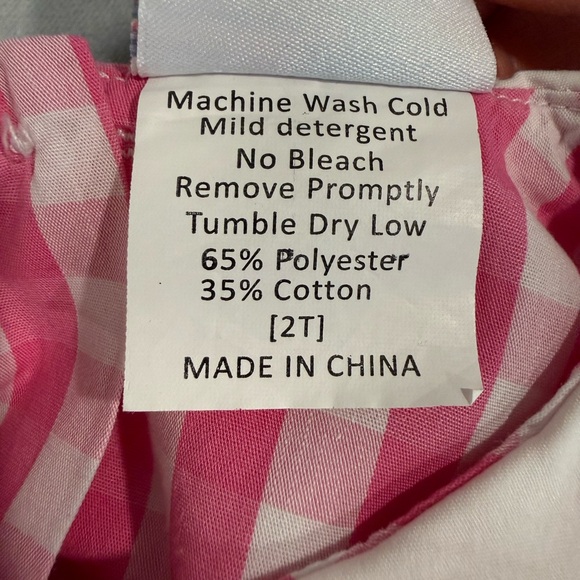 Machine Wash Cold
Mild detergent
No Bleach
Remove Promptly
Tumble Dry Low
65% Polyester
35% Cotton
[2T]
MADE IN CHINA